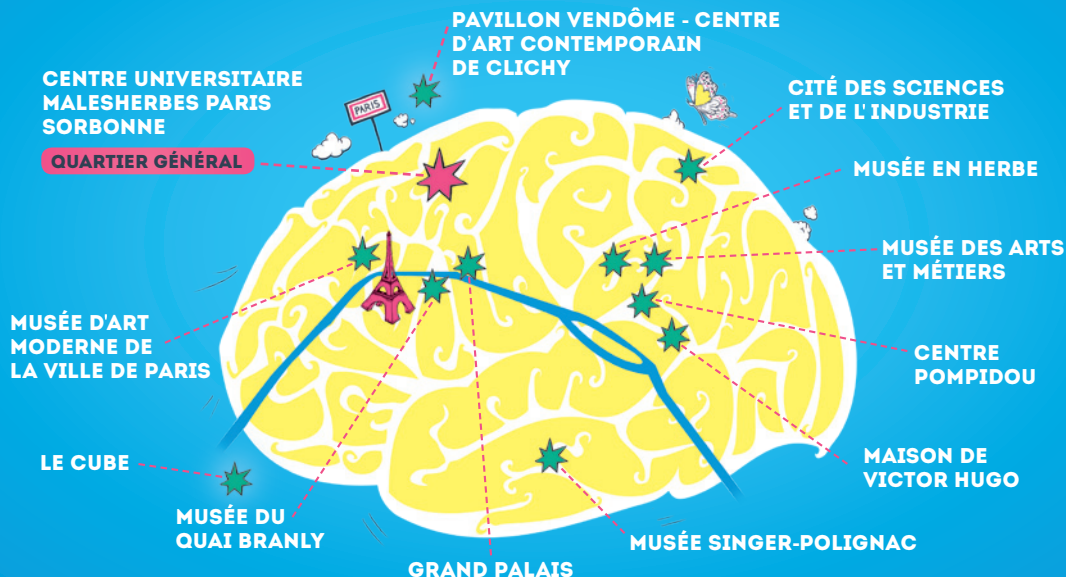 PAVILLON VENDÔME - CENTRE
D'ART CONTEMPORAIN
DE CLICHY
CENTRE UNIVERSITAIRE
MALESHERBES PARIS
SORBONNE
QUARTIER GÉNÉRAL
PARIS
CITÉ DES SCIENCES
ET DE L' INDUSTRIE
MUSÉE EN HERBE
MUSÉE DES ARTS
ET MÉTIERS
MUSÉE D'ART
MODERNE DE
LA VILLE DE PARIS
CENTRE
POMPIDOU
LE CUBE
MAISON DE
VICTOR HUGO
MUSÉE DU
QUAI BRANLY
MUSÉE SINGER-POLIGNAC
GRAND PALAIS